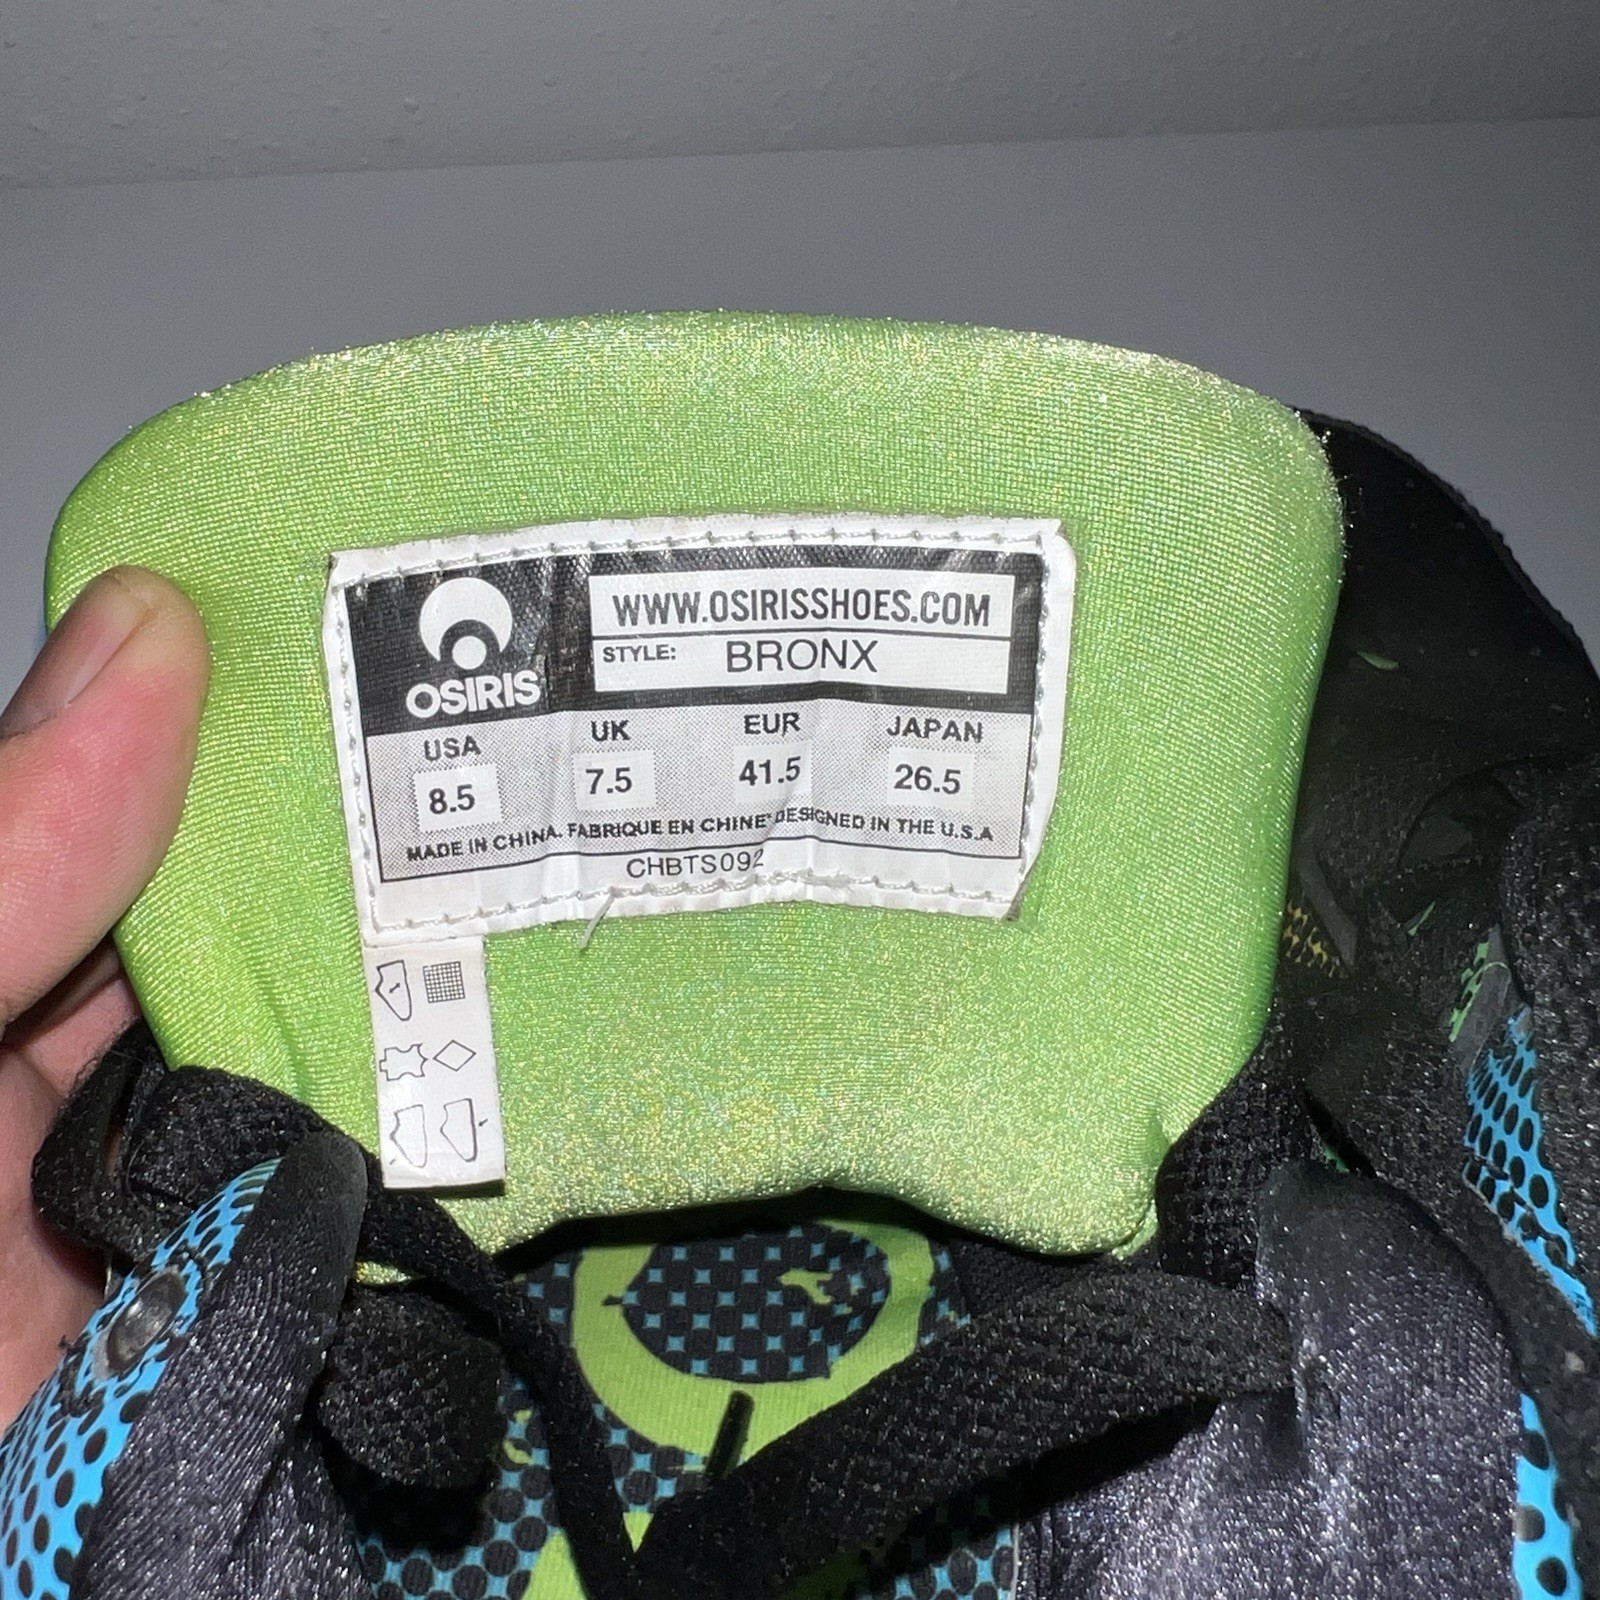 OSIRIS
WWW.OSIRISSHOES.COM
STYLE: BRONX
USA UK EUR JAPAN
8.5 7.5 41.5 26.5
MADE IN CHINA. FABRIQUE EN CHINE* DESIGNED IN THE U.S.A
CHBTS092